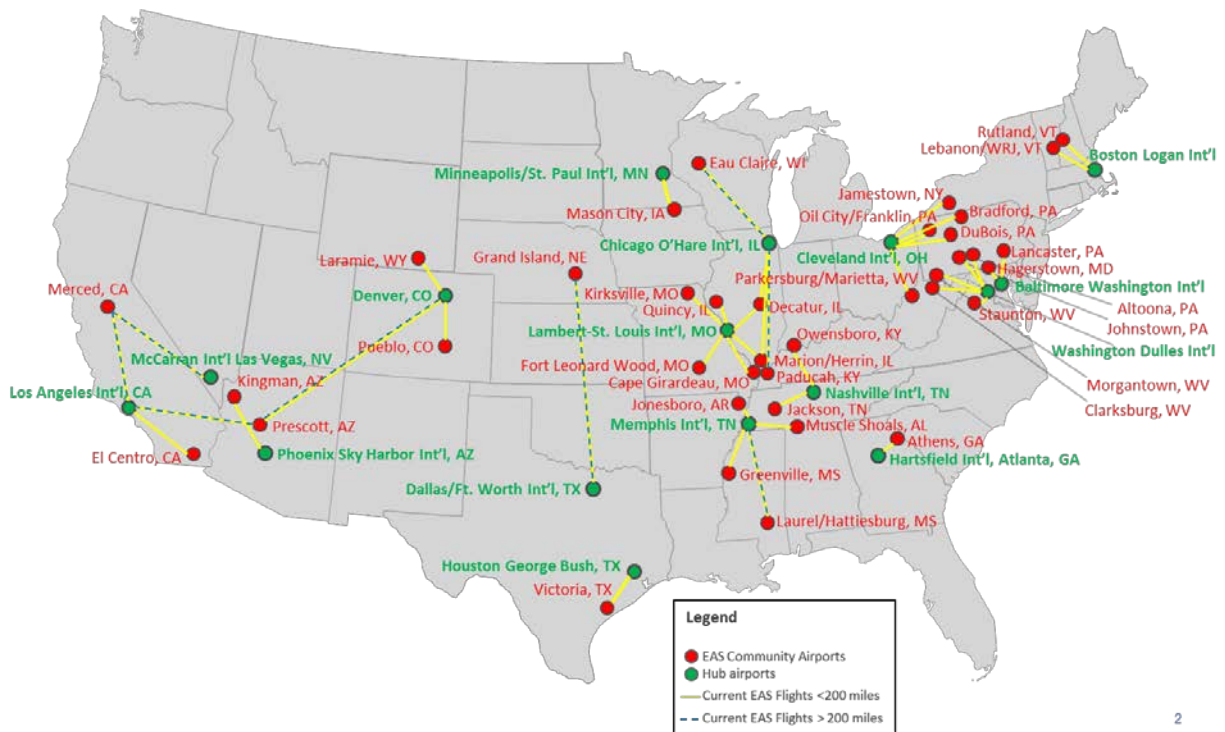 Rutland, VT
Lebanon/WRJ, VT
Boston Logan Int'l
Eau Claire, WI
Minneapolis/St. Paul Int'l, MN
Jamestown, NY
Mason City, IA
Oil City/Franklin, PA
Bradford, PA
DuBois, PA
Chicago O'Hare Int'l, IL
Cleveland Int'l, OH
Lancaster, PA
Laramie, WY
Grand Island, NE
Hagerstown, MD
Parkersburg/Marietta, WV
Baltimore Washington Int'l
Merced, CA
Denver, CO
Kirksville, MO
Quincy, IL
Decatur, IL
Altoona, PA
Staunton, WV
Johnstown, PA
Lambert-St. Louis Int'l, MO
Owensboro, KY
Pueblo, CO
Washington Dulles Int'l
McCarran Int'l Las Vegas, NV
Fort Leonard Wood, MO
Marion/Herrin, IL
Kingman, AZ
Cape Girardeau, MO
Paducah, KY
Morgantown, WV
Los Angeles Int'l, CA
Nashville Int'l, TN
Jonesboro, AR
Jackson, TN
Clarksburg, WV
Prescott, AZ
Memphis Int'l, TN
Muscle Shoals, AL
Athens, GA
El Centro, CA
Phoenix Sky Harbor Int'l, AZ
Hartsfield Int'l, Atlanta, GA
Greenville, MS
Dallas/Ft. Worth Int'l, TX
Laurel/Hattiesburg, MS
Houston George Bush, TX
Victoria, TX
Legend
EAS Community Airports
Hub airports
Current EAS Flights <200 miles
Current EAS Flights > 200 miles
2